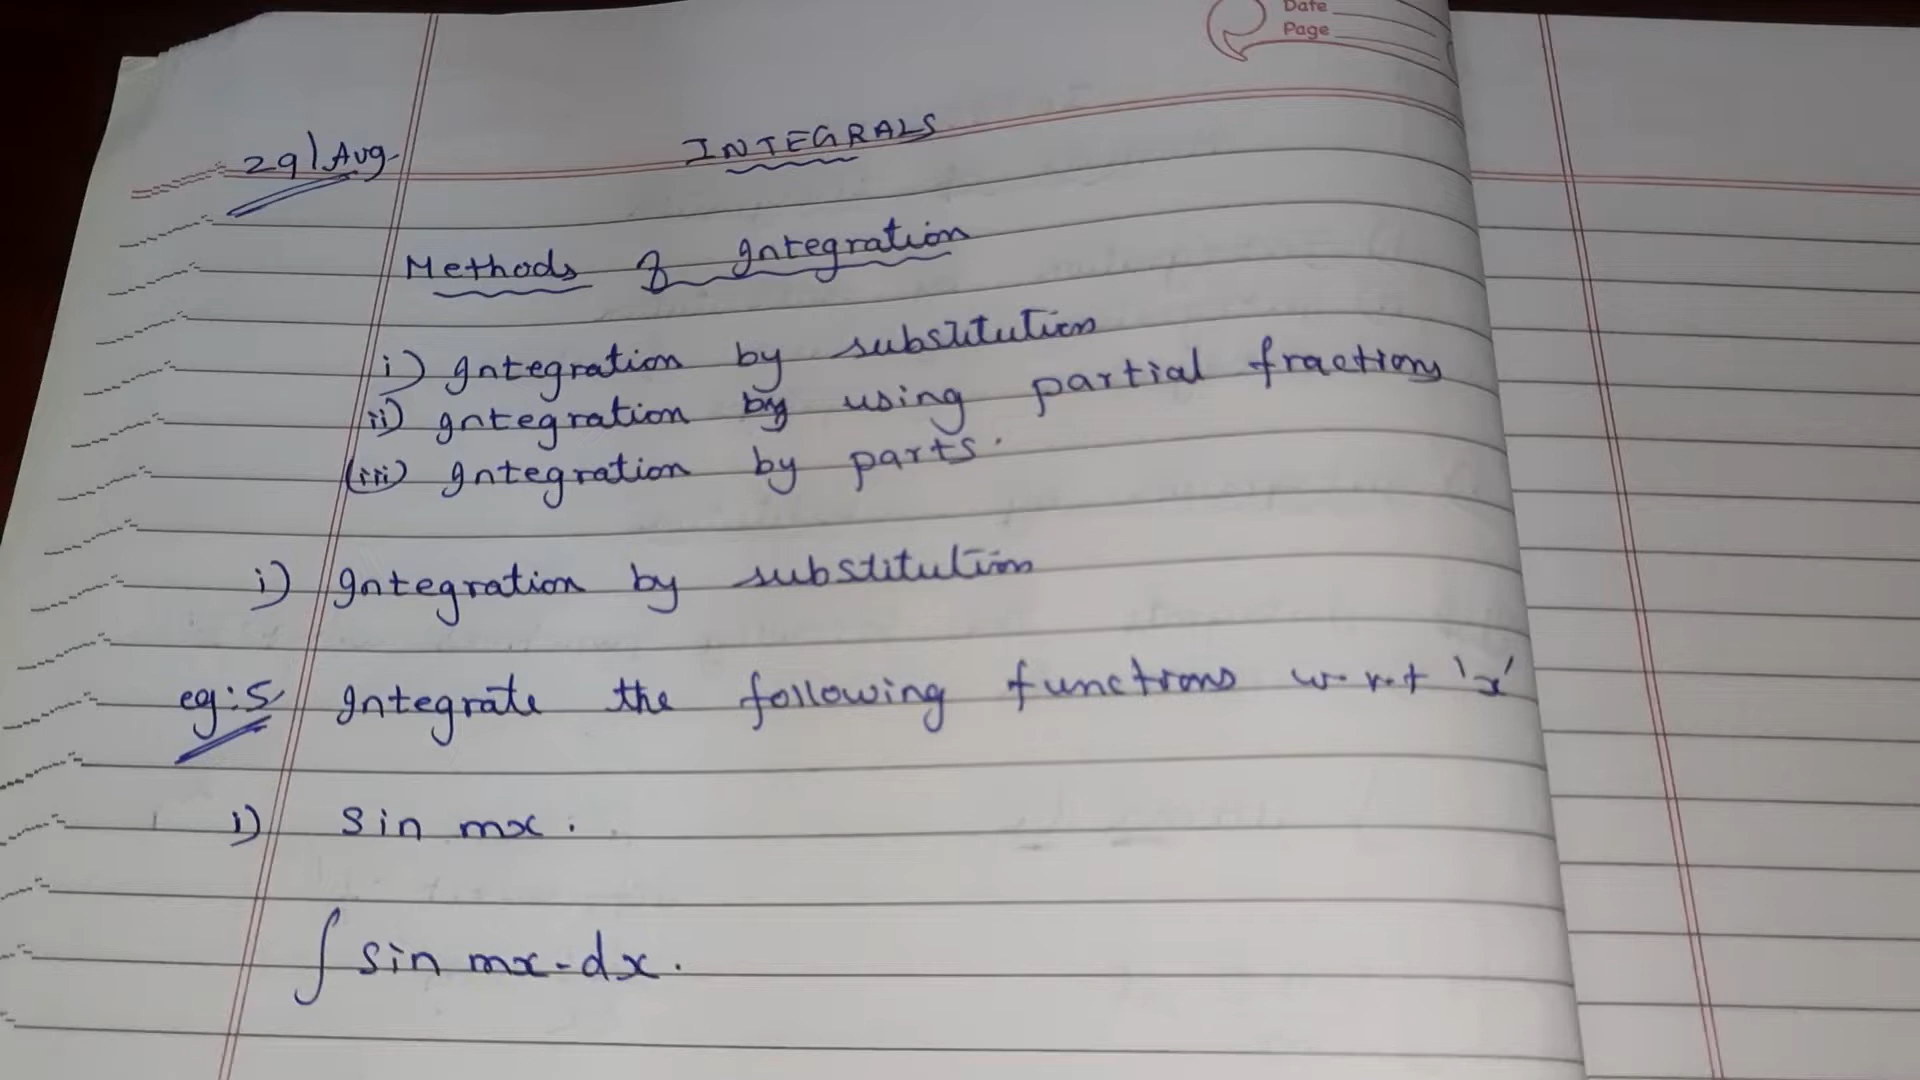 Date
Page
29/Aug
INTEGRALS
Methods of Integration
i) Integration by substitution
ii) Integration by using partial fractions
(iii) Integration by parts.
i) Integration by substitution
eg:5 Integrate the following functions w.r.t 'x'
i) sin mx.
∫ sin mx.dx.